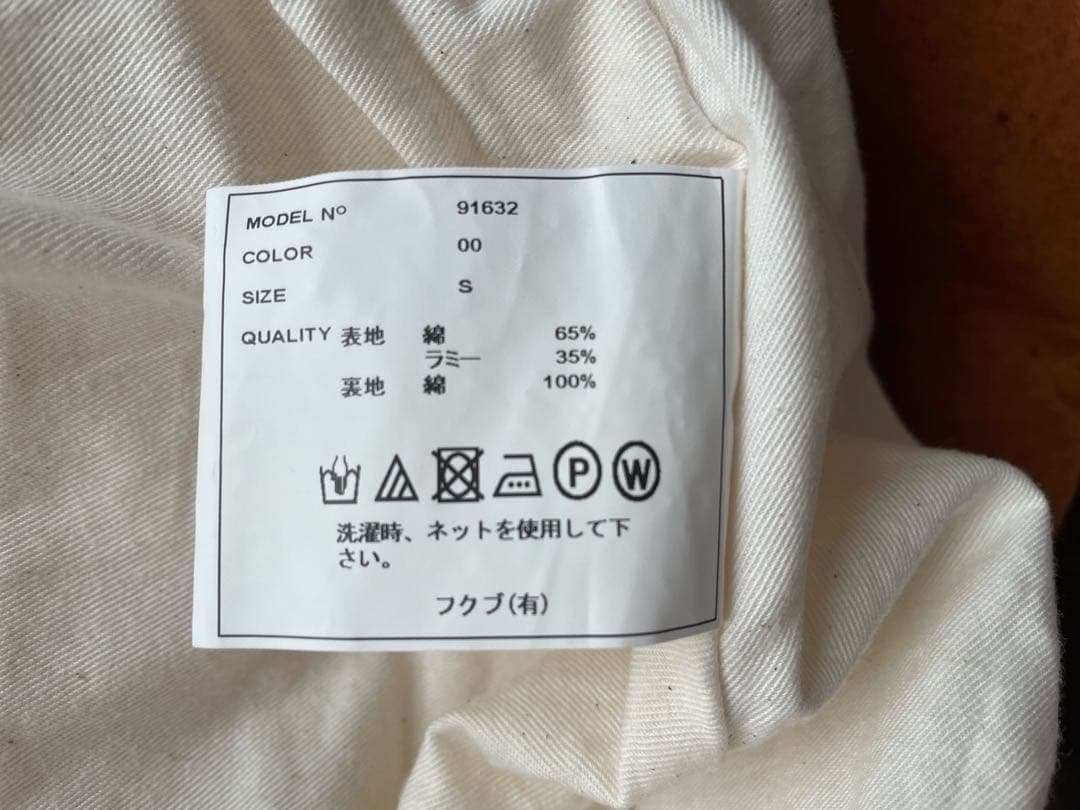 MODEL Nº 91632
COLOR 00
SIZE S
QUALITY 表地 綿 65%
ラミー 35%
裏地 綿 100%
P W
洗濯時、ネットを使用して下
さい。
フクブ(有)